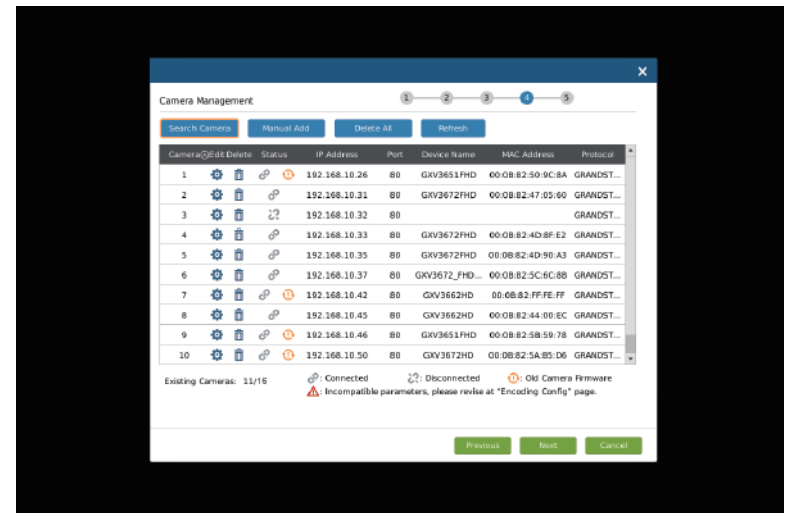 X
Camera Management 1 2 3 4 5
Search Camera Manual Add Delete All Refresh
Camera Edit Delete Status IP Address Port Device Name MAC Address Protocol
1 192.168.10.26 80 GXV3651FHD 00:0B:82:50:9C:8A GRANDST...
2 192.168.10.31 80 GXV3672FHD 00:0B:82:47:05:60 GRANDST...
3 192.168.10.32 80 GRANDST...
4 192.168.10.33 80 GXV3672FHD 00:0B:82:4D:8F:E2 GRANDST...
5 192.168.10.35 80 GXV3672FHD 00:0B:82:4D:90:A3 GRANDST...
6 192.168.10.37 80 GXV3672_FHD... 00:0B:82:5C:6C:8B GRANDST...
7 192.168.10.42 80 GXV3662HD 00:0B:82:FF:FE:FF GRANDST...
8 192.168.10.45 80 GXV3662HD 00:0B:82:44:00:EC GRANDST...
9 192.168.10.46 80 GXV3651FHD 00:0B:82:5B:59:78 GRANDST...
10 192.168.10.50 80 GXV3672HD 00:0B:82:5A:B5:D6 GRANDST...
Existing Cameras: 11/16 : Connected : Disconnected : Old Camera Firmware
: Incompatible parameters, please revise at "Encoding Config" page.
Previous Next Cancel